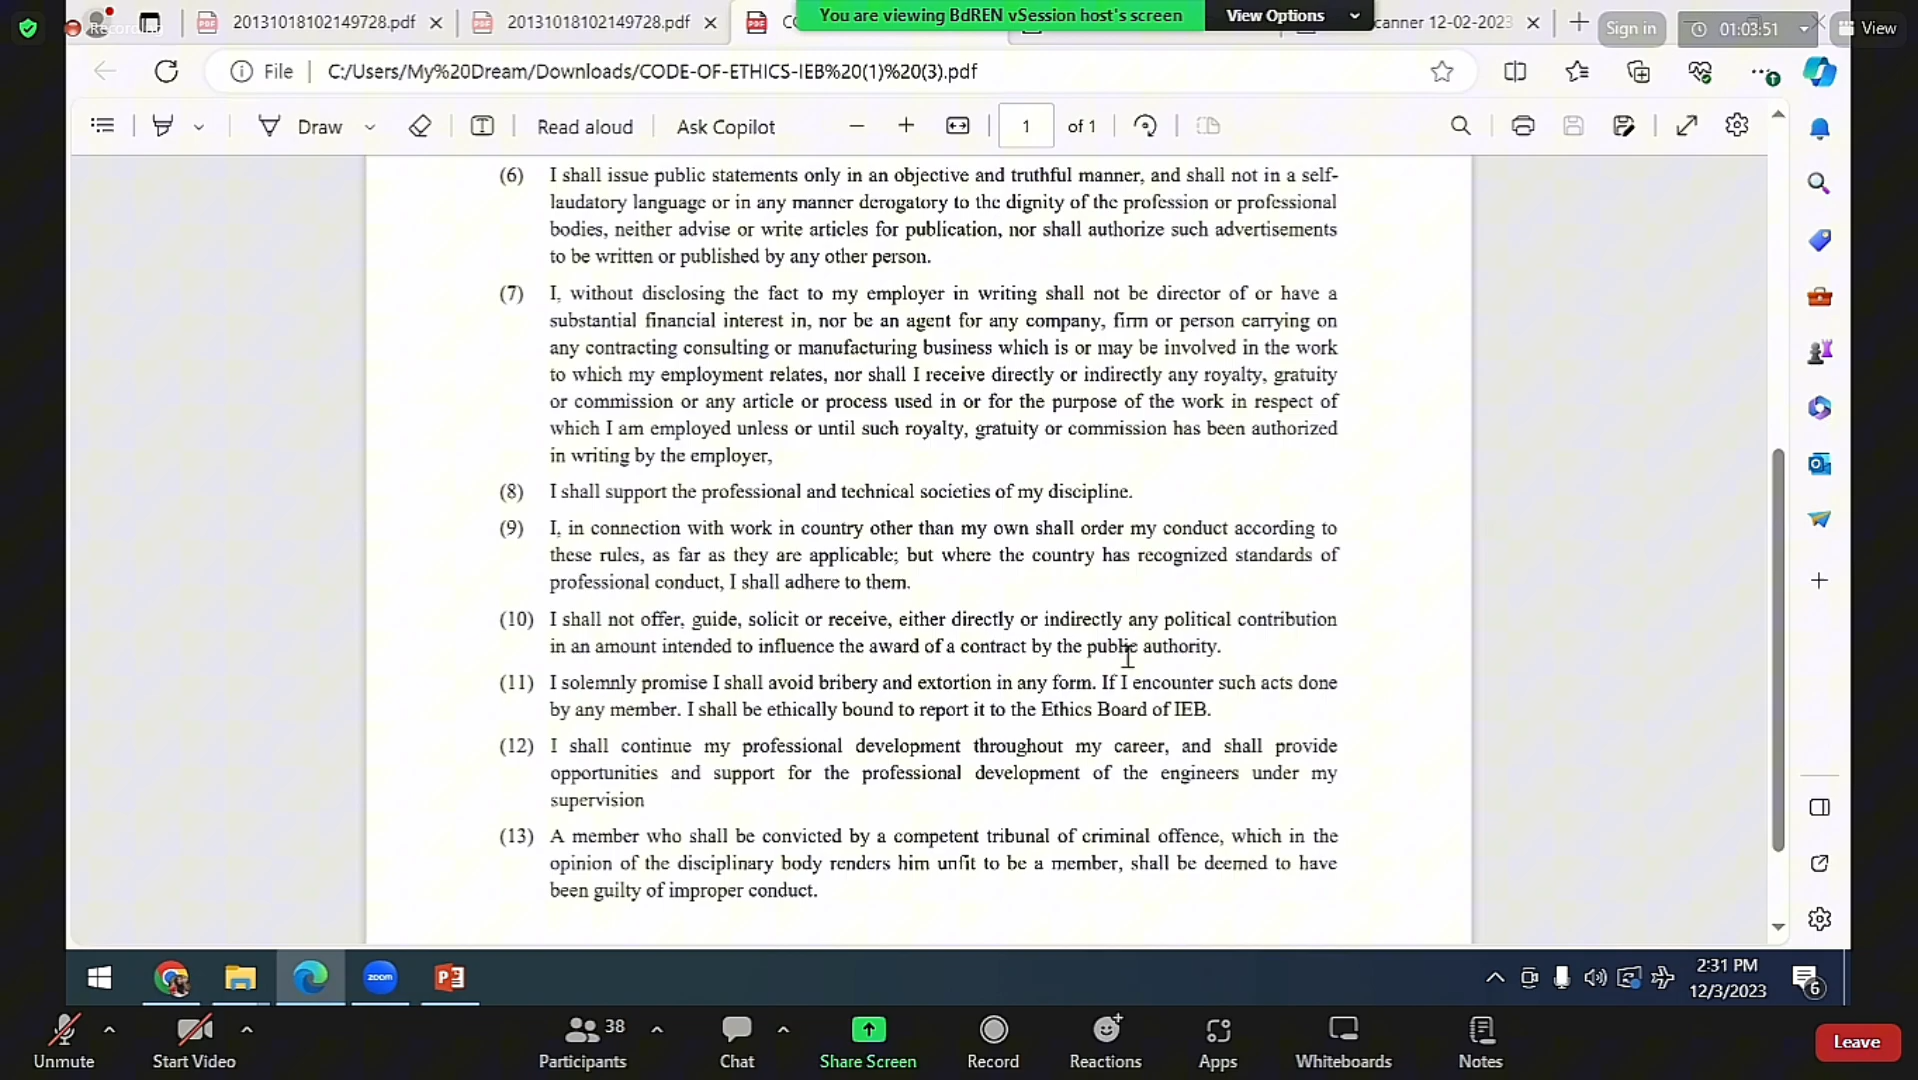 Recording
20131018102149728.pdf
20131018102149728.pdf
You are viewing BdREN vSession host's screen
View Options
canner 12-02-2023
Sign in
01:03:51
View
File
C:/Users/My%20Dream/Downloads/CODE-OF-ETHICS-IEB%20(1)%20(3).pdf
Draw
Read aloud
Ask Copilot
1
of 1
(6) I shall issue public statements only in an objective and truthful manner, and shall not in a self-
laudatory language or in any manner derogatory to the dignity of the profession or professional
bodies, neither advise or write articles for publication, nor shall authorize such advertisements
to be written or published by any other person.
(7) I, without disclosing the fact to my employer in writing shall not be director of or have a
substantial financial interest in, nor be an agent for any company, firm or person carrying on
any contracting consulting or manufacturing business which is or may be involved in the work
to which my employment relates, nor shall I receive directly or indirectly any royalty, gratuity
or commission or any article or process used in or for the purpose of the work in respect of
which I am employed unless or until such royalty, gratuity or commission has been authorized
in writing by the employer,
(8) I shall support the professional and technical societies of my discipline.
(9) I, in connection with work in country other than my own shall order my conduct according to
these rules, as far as they are applicable; but where the country has recognized standards of
professional conduct, I shall adhere to them.
(10) I shall not offer, guide, solicit or receive, either directly or indirectly any political contribution
in an amount intended to influence the award of a contract by the public authority.
(11) I solemnly promise I shall avoid bribery and extortion in any form. If I encounter such acts done
by any member. I shall be ethically bound to report it to the Ethics Board of IEB.
(12) I shall continue my professional development throughout my career, and shall provide
opportunities and support for the professional development of the engineers under my
supervision
(13) A member who shall be convicted by a competent tribunal of criminal offence, which in the
opinion of the disciplinary body renders him unfit to be a member, shall be deemed to have
been guilty of improper conduct.
zoom
2:31 PM
12/3/2023
6
Unmute
Start Video
38
Participants
Chat
Share Screen
Record
Reactions
Apps
Whiteboards
Notes
Leave